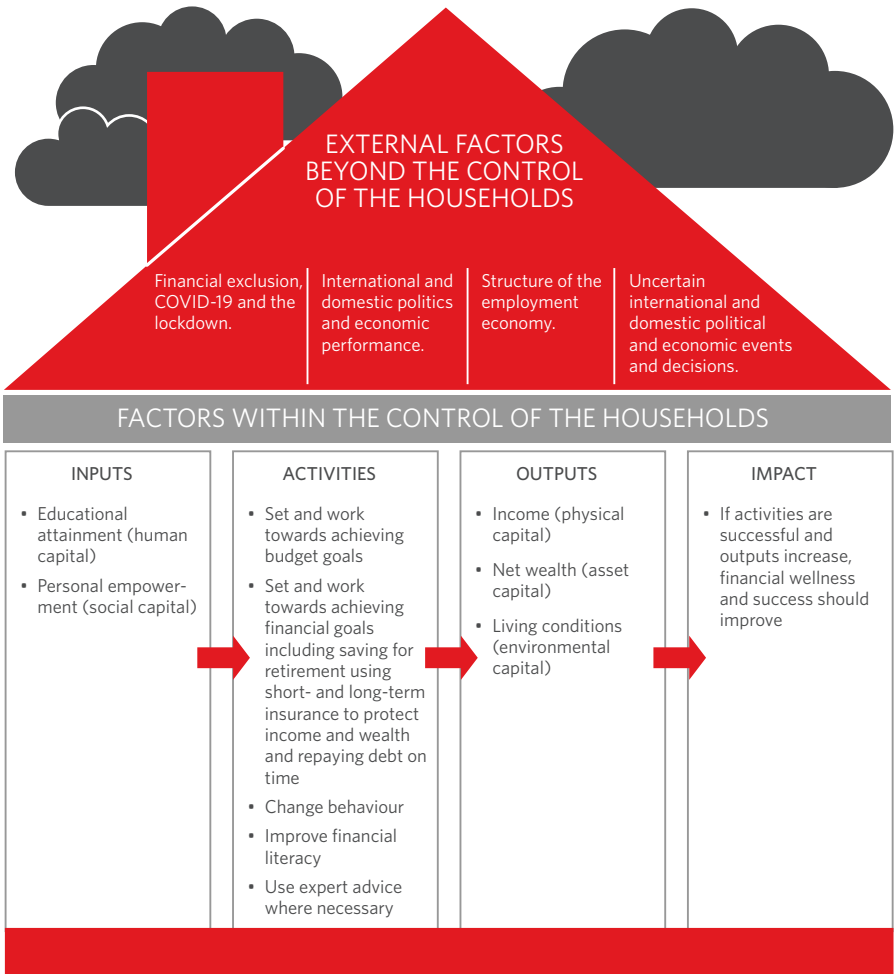 EXTERNAL FACTORS
BEYOND THE CONTROL
OF THE HOUSEHOLDS
Financial exclusion,
COVID-19 and the
lockdown.
International and
domestic politics
and economic
performance.
Structure of the
employment
economy.
Uncertain
international and
domestic political
and economic events
and decisions.
FACTORS WITHIN THE CONTROL OF THE HOUSEHOLDS
INPUTS
• Educational
attainment (human
capital)
• Personal empower-
ment (social capital)
ACTIVITIES
• Set and work
towards achieving
budget goals
• Set and work
towards achieving
financial goals
including saving for
retirement using
short- and long-term
insurance to protect
income and wealth
and repaying debt on
time
• Change behaviour
• Improve financial
literacy
• Use expert advice
where necessary
OUTPUTS
• Income (physical
capital)
• Net wealth (asset
capital)
• Living conditions
(environmental
capital)
IMPACT
• If activities are
successful and
outputs increase,
financial wellness
and success should
improve